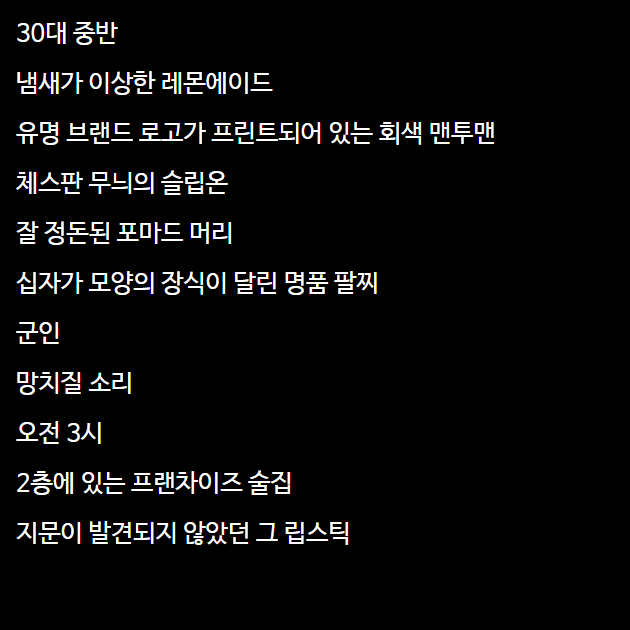 30대 중반
냄새가 이상한 레몬에이드
유명 브랜드 로고가 프린트되어 있는 회색 맨투맨
체스판 무늬의 슬립온
잘 정돈된 포마드 머리
십자가 모양의 장식이 달린 명품 팔찌
군인
망치질 소리
오전 3시
2층에 있는 프랜차이즈 술집
지문이 발견되지 않았던 그 립스틱